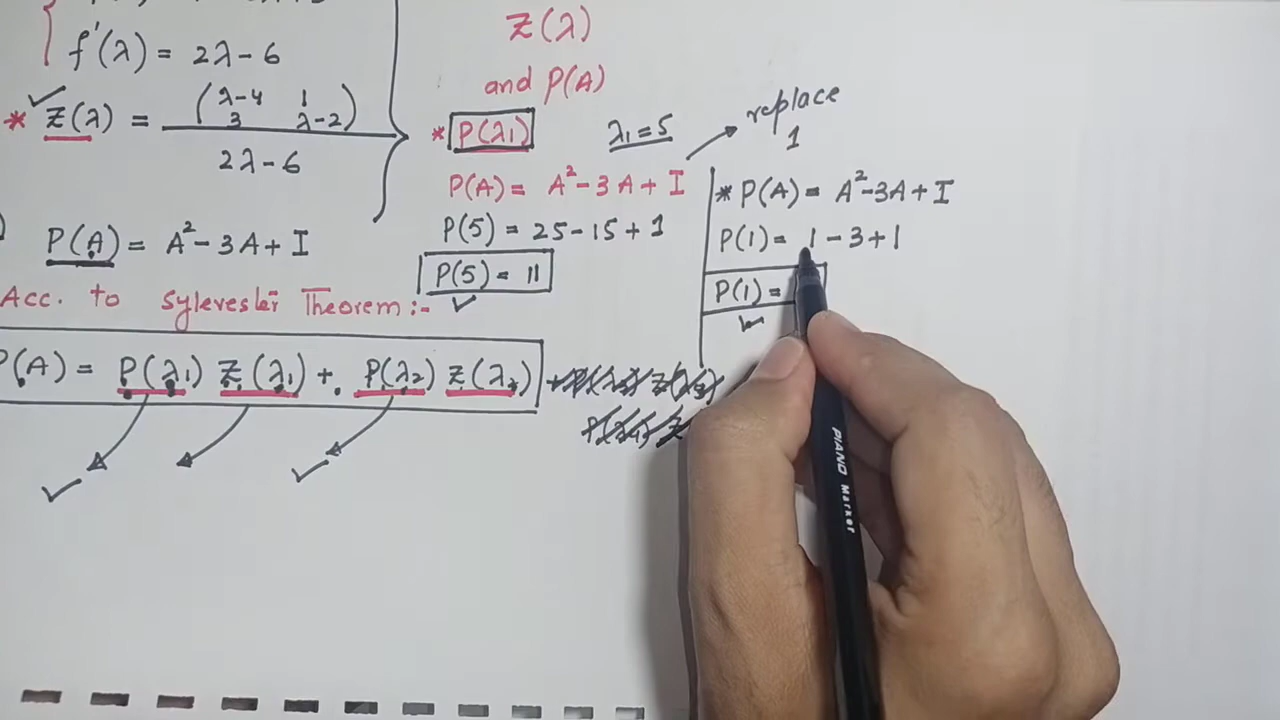 f'(λ) = 2λ-6
* Z(λ) = (λ-4 1
3 λ-2)
2λ-6
P(A) = A²-3A+I
Acc. to Sylevester Theorem:-
P(A) = P(λ1) Z(λ1) + P(λ2) Z(λ2)
Z(λ)
and P(A)
* P(λ1) λ1=5
P(A) = A²-3A+I
P(5) = 25-15+1
P(5) = 11
replace
1
* P(A) = A²-3A+I
P(1) = 1-3+1
P(1) =
PIANO Marker